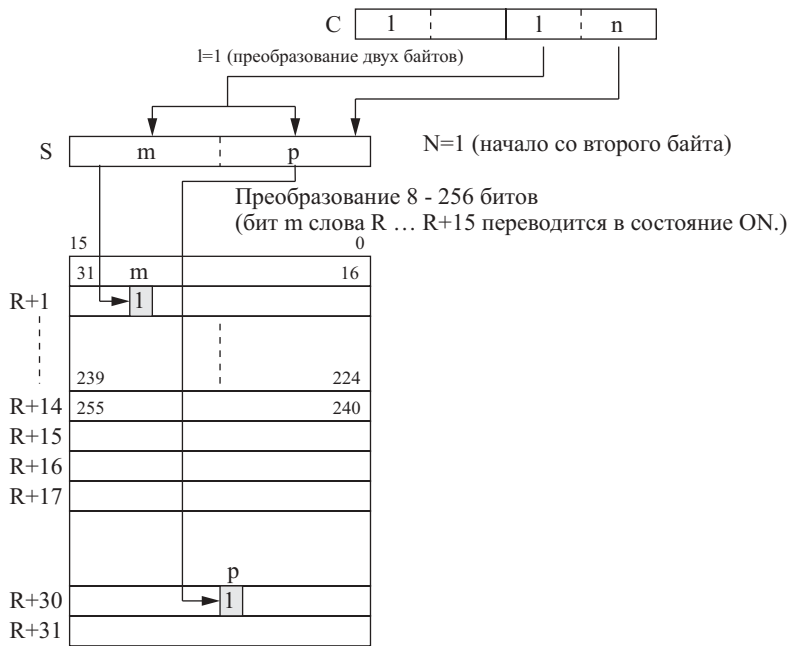 C l l n
l=1 (преобразование двух байтов)
S m p
N=1 (начало со второго байта)
Преобразование 8 - 256 битов
(бит m слова R … R+15 переводится в состояние ON.)
15 0
31 m 16
R+1 1
239 224
R+14 255 240
R+15
R+16
R+17
p
R+30 1
R+31